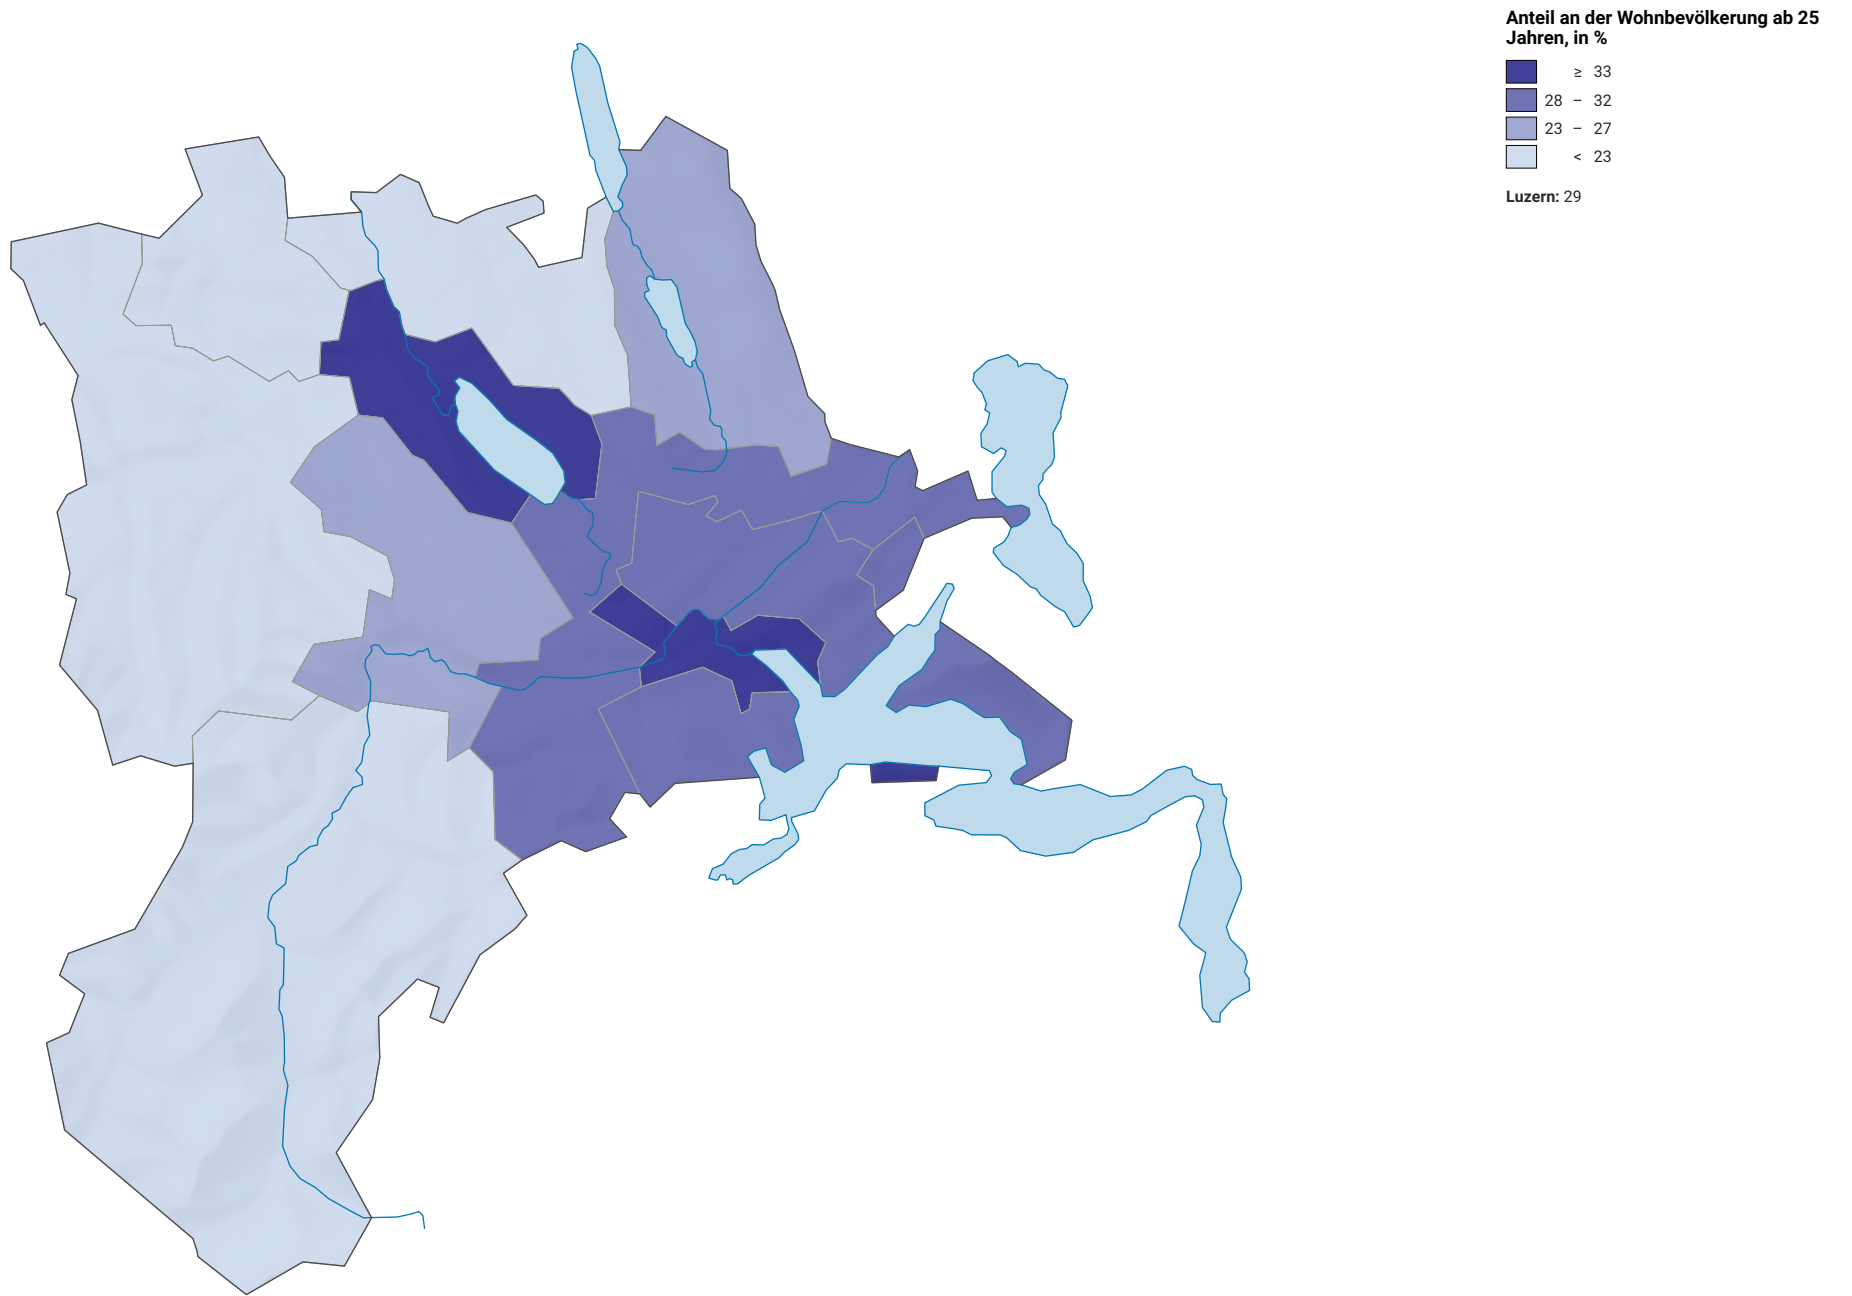 Anteil an der Wohnbevölkerung ab 25
Jahren, in %
≥ 33
28 – 32
23 – 27
< 23
Luzern: 29